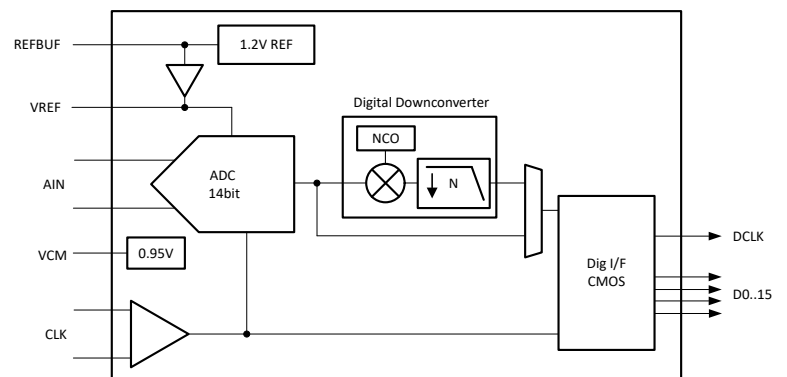 REFBUF
1.2V REF
VREF
Digital Downconverter
NCO
ADC
14bit
N
AIN
VCM
0.95V
Dig I/F
CMOS
DCLK
D0..15
CLK